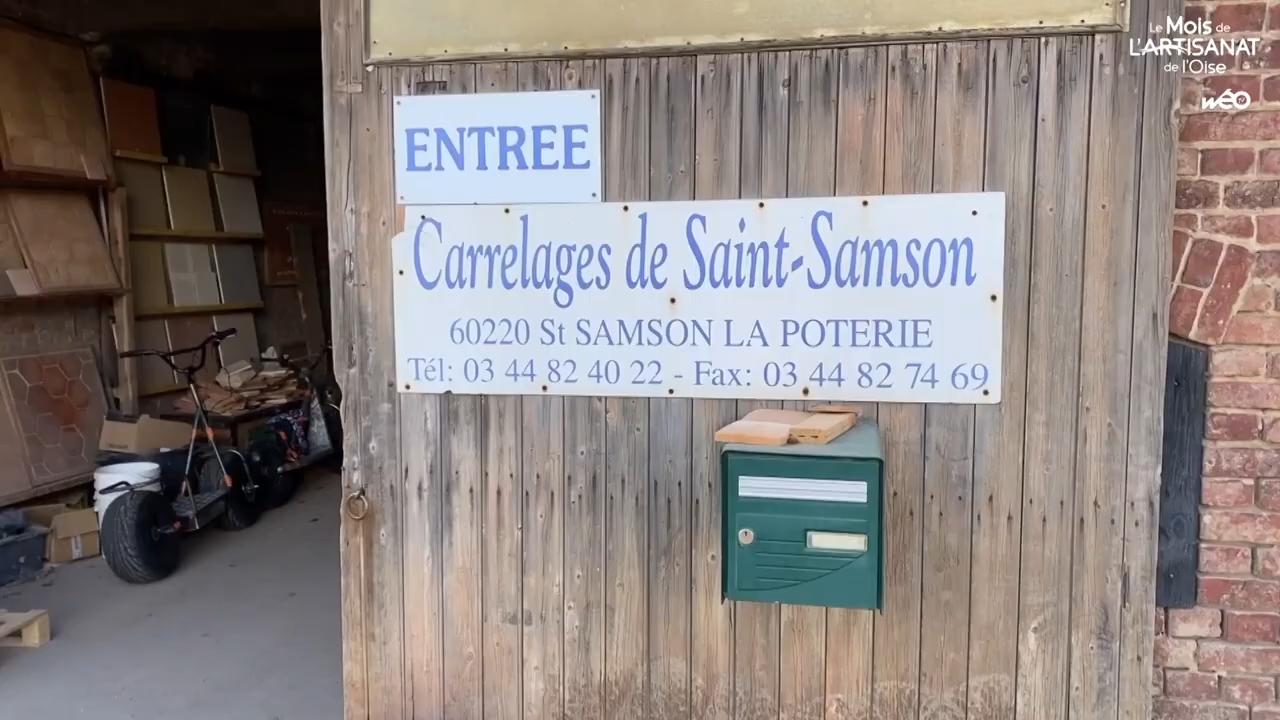 Le Mois de
L'ARTISANAT
de l'Oise
wéo
ENTREE
Carrelages de Saint-Samson
60220 St SAMSON LA POTERIE
Tél: 03 44 82 40 22 - Fax: 03 44 82 74 69